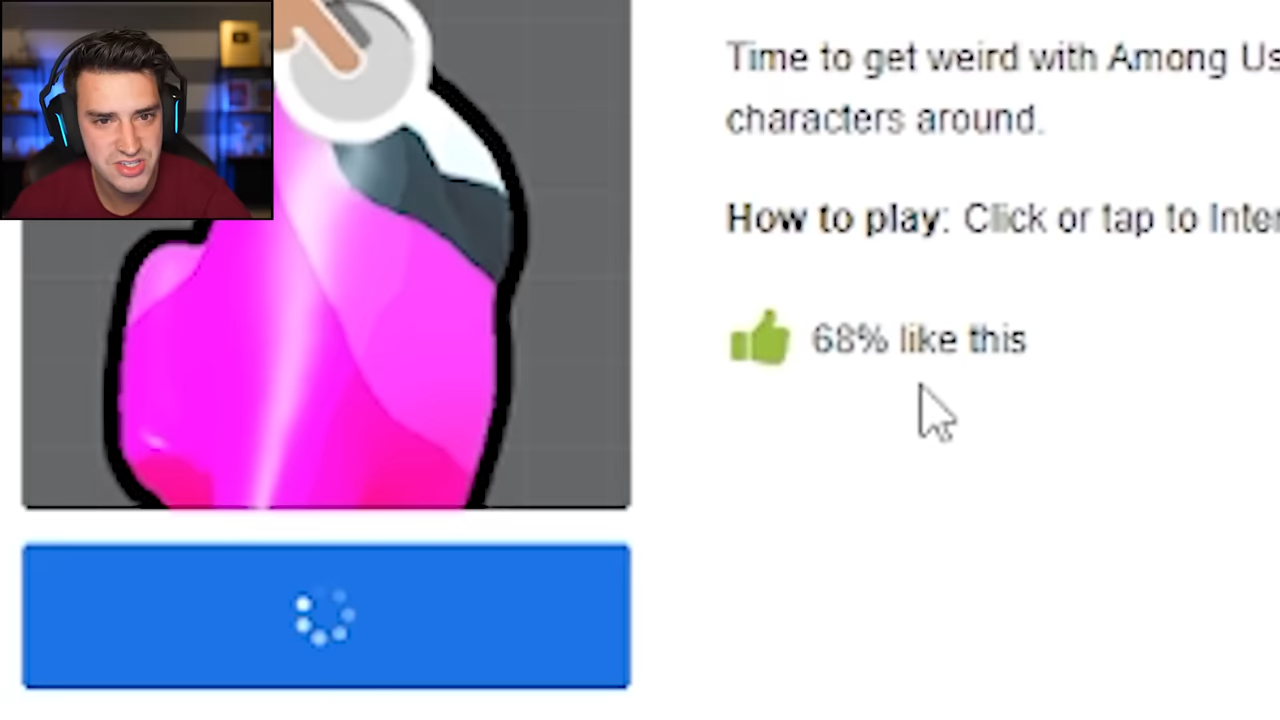 Time to get weird with Among Us
characters around.
How to play: Click or tap to
68% like this